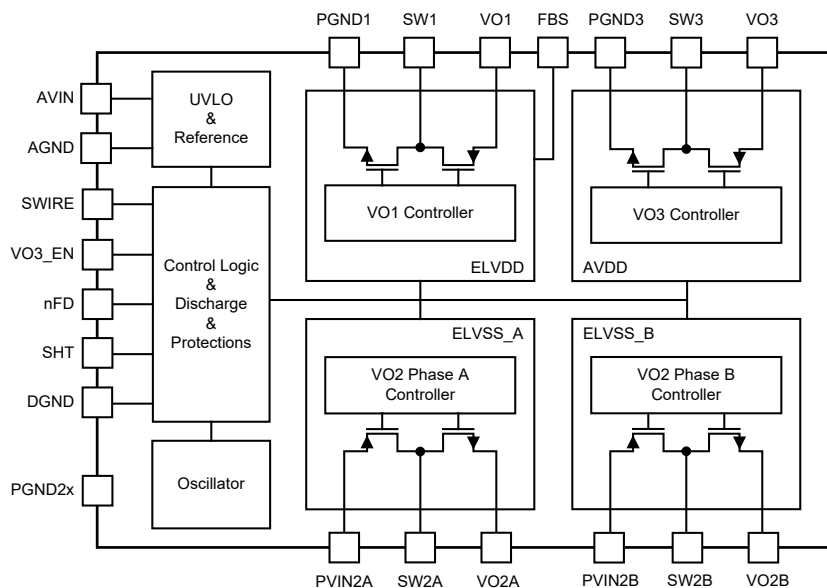 PGND1
SW1
VO1
FBS
PGND3
SW3
VO3
AVIN
AGND
SWIRE
VO3_EN
nFD
SHT
DGND
PGND2x
UVLO
&
Reference
Control Logic
&
Discharge
&
Protections
Oscillator
VO1 Controller
ELVDD
VO3 Controller
AVDD
ELVSS_A
VO2 Phase A
Controller
ELVSS_B
VO2 Phase B
Controller
PVIN2A
SW2A
VO2A
PVIN2B
SW2B
VO2B